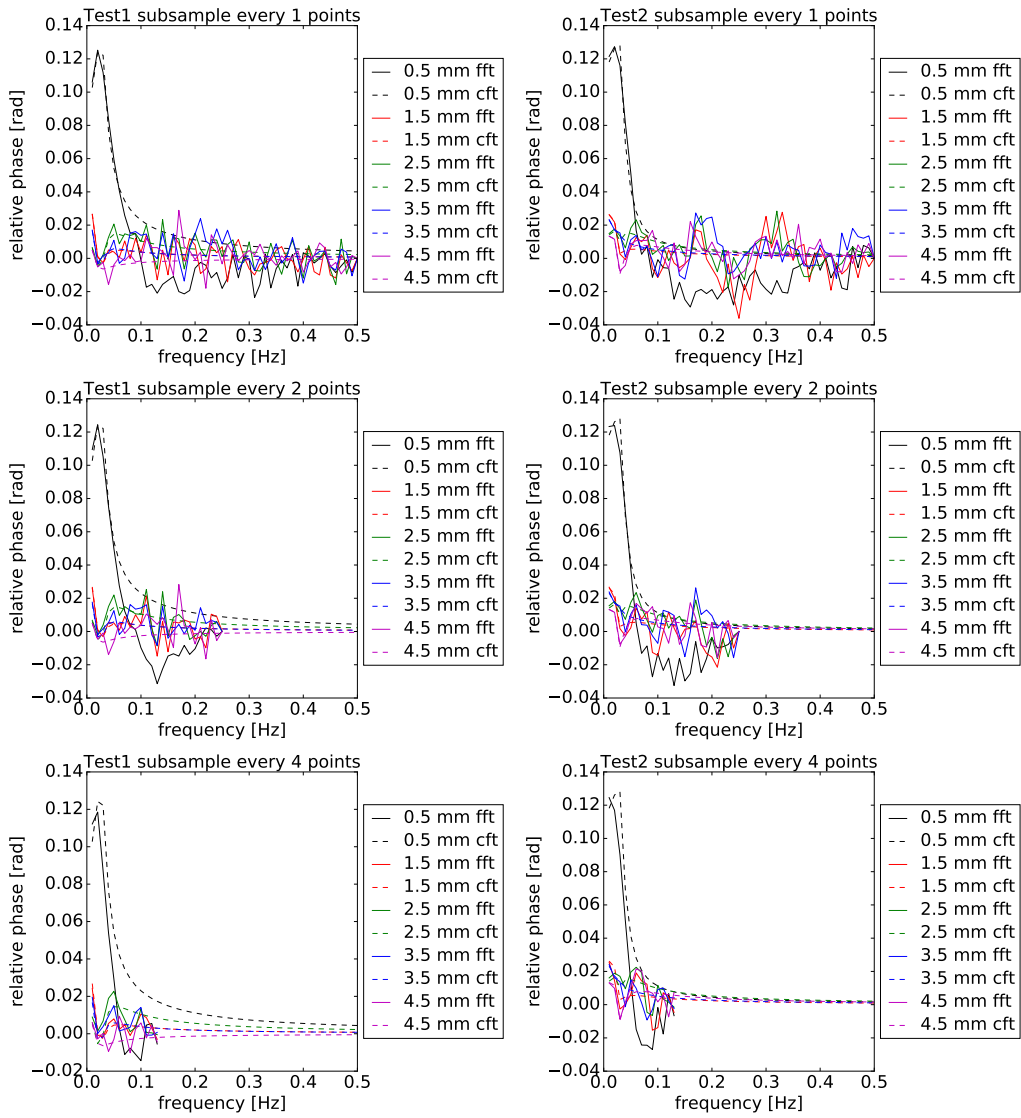 Test1 subsample every 1 points
0.14
0.12
0.10
0.08
0.06
0.04
0.02
0.00
−0.02
−0.04
relative phase [rad]
0.0 0.1 0.2 0.3 0.4 0.5
frequency [Hz]
0.5 mm fft
0.5 mm cft
1.5 mm fft
1.5 mm cft
2.5 mm fft
2.5 mm cft
3.5 mm fft
3.5 mm cft
4.5 mm fft
4.5 mm cft
Test2 subsample every 1 points
0.14
0.12
0.10
0.08
0.06
0.04
0.02
0.00
−0.02
−0.04
relative phase [rad]
0.0 0.1 0.2 0.3 0.4 0.5
frequency [Hz]
0.5 mm fft
0.5 mm cft
1.5 mm fft
1.5 mm cft
2.5 mm fft
2.5 mm cft
3.5 mm fft
3.5 mm cft
4.5 mm fft
4.5 mm cft
Test1 subsample every 2 points
0.14
0.12
0.10
0.08
0.06
0.04
0.02
0.00
−0.02
−0.04
relative phase [rad]
0.0 0.1 0.2 0.3 0.4 0.5
frequency [Hz]
0.5 mm fft
0.5 mm cft
1.5 mm fft
1.5 mm cft
2.5 mm fft
2.5 mm cft
3.5 mm fft
3.5 mm cft
4.5 mm fft
4.5 mm cft
Test2 subsample every 2 points
0.14
0.12
0.10
0.08
0.06
0.04
0.02
0.00
−0.02
−0.04
relative phase [rad]
0.0 0.1 0.2 0.3 0.4 0.5
frequency [Hz]
0.5 mm fft
0.5 mm cft
1.5 mm fft
1.5 mm cft
2.5 mm fft
2.5 mm cft
3.5 mm fft
3.5 mm cft
4.5 mm fft
4.5 mm cft
Test1 subsample every 4 points
0.14
0.12
0.10
0.08
0.06
0.04
0.02
0.00
−0.02
relative phase [rad]
0.0 0.1 0.2 0.3 0.4 0.5
frequency [Hz]
0.5 mm fft
0.5 mm cft
1.5 mm fft
1.5 mm cft
2.5 mm fft
2.5 mm cft
3.5 mm fft
3.5 mm cft
4.5 mm fft
4.5 mm cft
Test2 subsample every 4 points
0.14
0.12
0.10
0.08
0.06
0.04
0.02
0.00
−0.02
−0.04
relative phase [rad]
0.0 0.1 0.2 0.3 0.4 0.5
frequency [Hz]
0.5 mm fft
0.5 mm cft
1.5 mm fft
1.5 mm cft
2.5 mm fft
2.5 mm cft
3.5 mm fft
3.5 mm cft
4.5 mm fft
4.5 mm cft